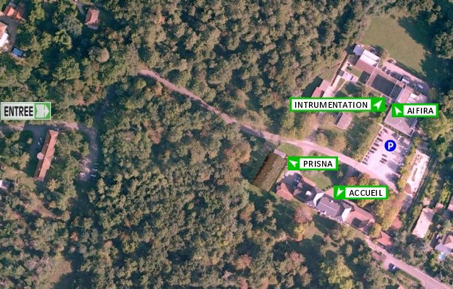 INTRUMENTATION
AIFIRA
ENTREE
P
PRISNA
ACCUEIL